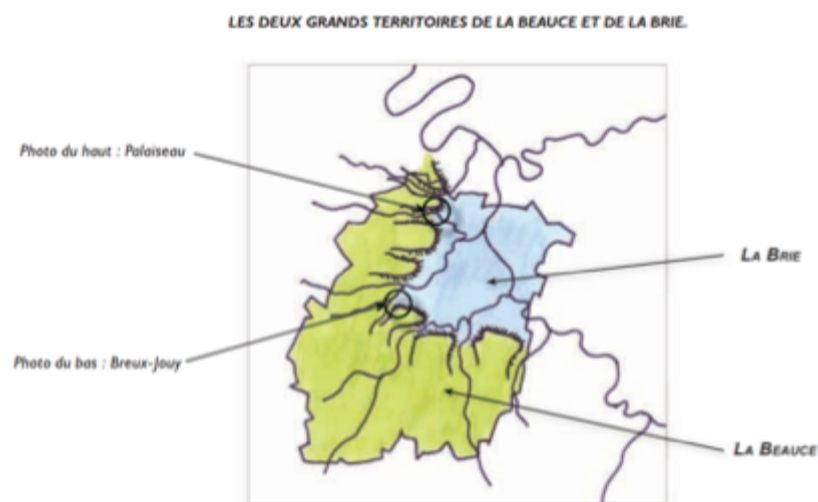 LES DEUX GRANDS TERRITOIRES DE LA BEAUCE ET DE LA BRIE.
Photo du haut : Palaiseau
LA BRIE
Photo du bas : Breux-Jouy
LA BEAUCE